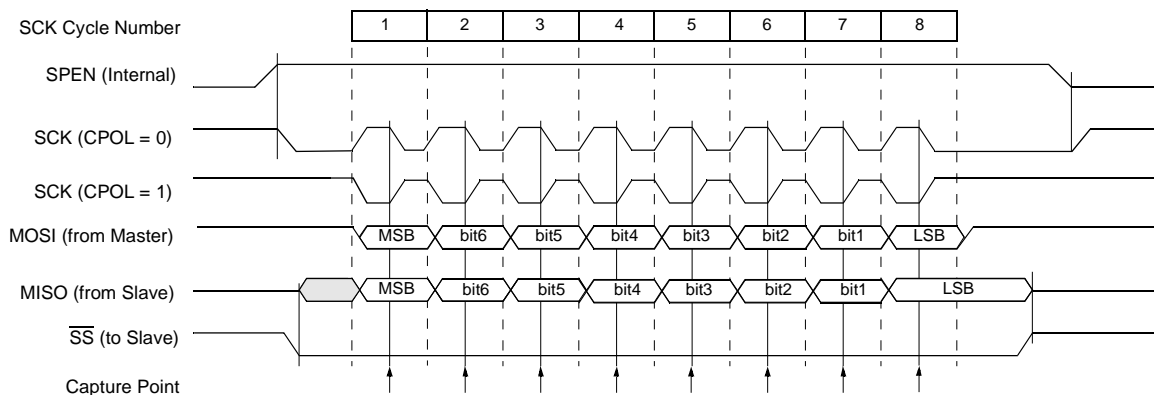 SCK Cycle Number 1 2 3 4 5 6 7 8
SPEN (Internal)
SCK (CPOL = 0)
SCK (CPOL = 1)
MOSI (from Master) MSB bit6 bit5 bit4 bit3 bit2 bit1 LSB
MISO (from Slave) MSB bit6 bit5 bit4 bit3 bit2 bit1 LSB
S̅S̅ (to Slave)
Capture Point